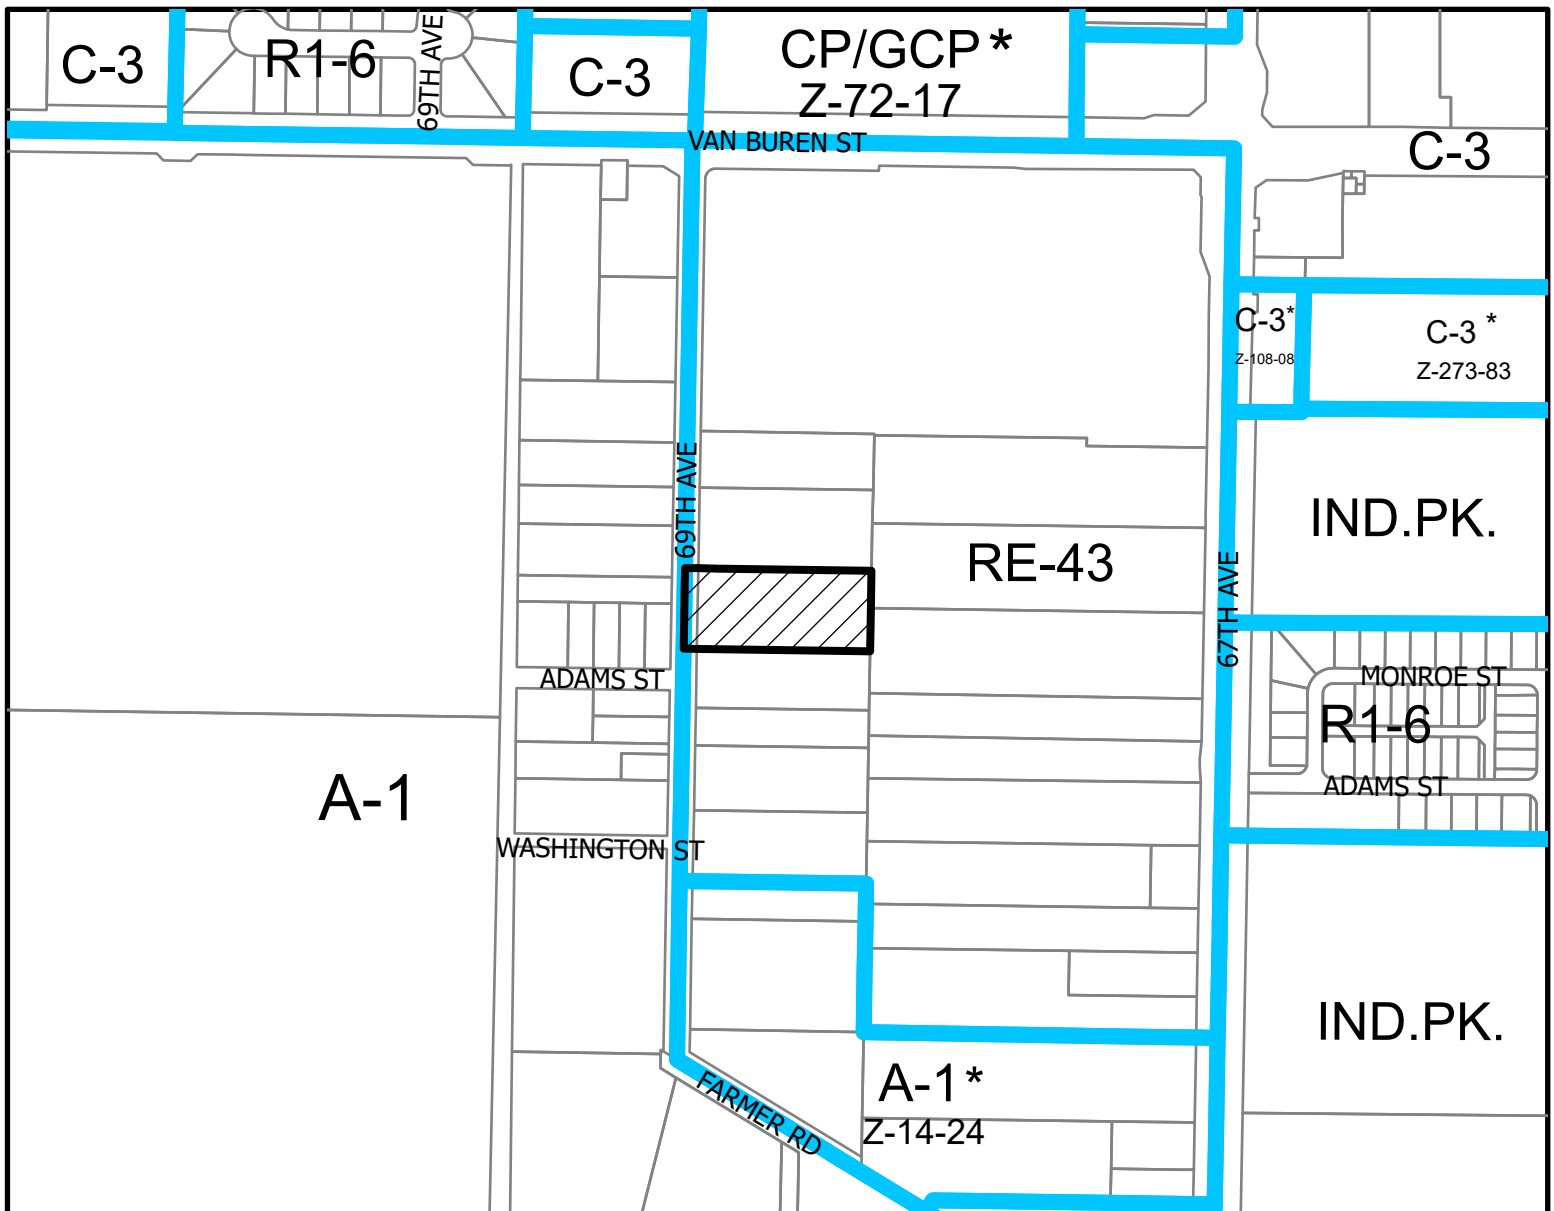 C-3
R1-6
69TH AVE
C-3
CP/GCP *
Z-72-17
VAN BUREN ST
C-3
C-3*
Z-108-08
C-3 *
Z-273-83
69TH AVE
IND.PK.
RE-43
67TH AVE
ADAMS ST
MONROE ST
R1-6
ADAMS ST
A-1
WASHINGTON ST
IND.PK.
A-1*
Z-14-24
FARMER RD